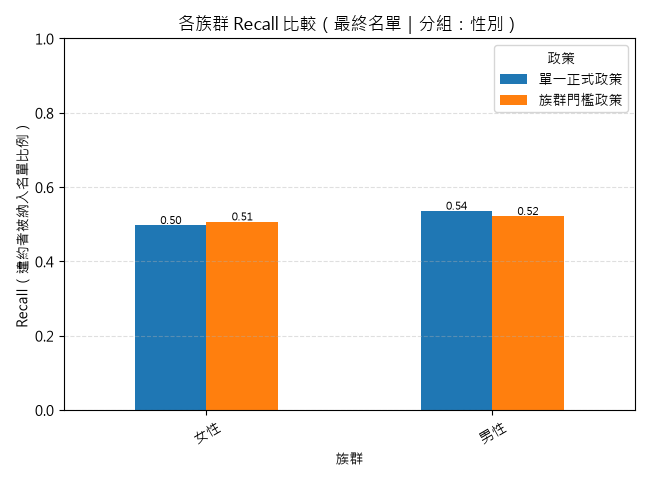 各族群 Recall 比較（最終名單｜分組：性別）
政策
單一正式政策
族群門檻政策
Recall（違約者被納入名單比例）
1.0
0.8
0.6
0.4
0.2
0.0
0.50
0.51
0.54
0.52
女性
男性
族群